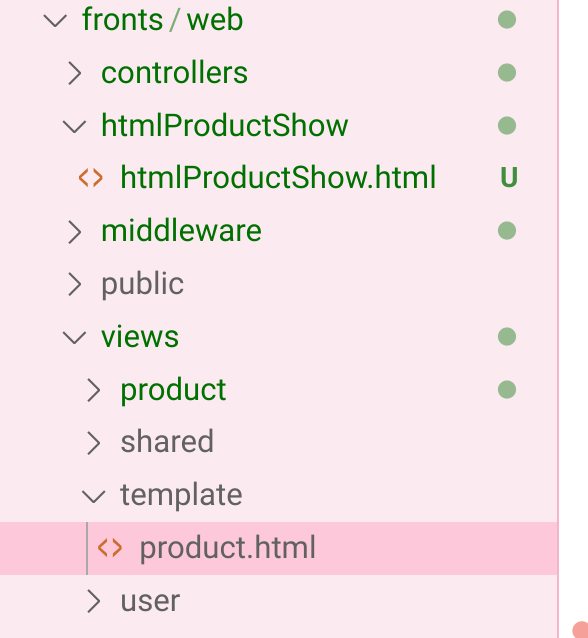 fronts / web
controllers
htmlProductShow
<> htmlProductShow.html U
middleware
public
views
product
shared
template
<> product.html
user